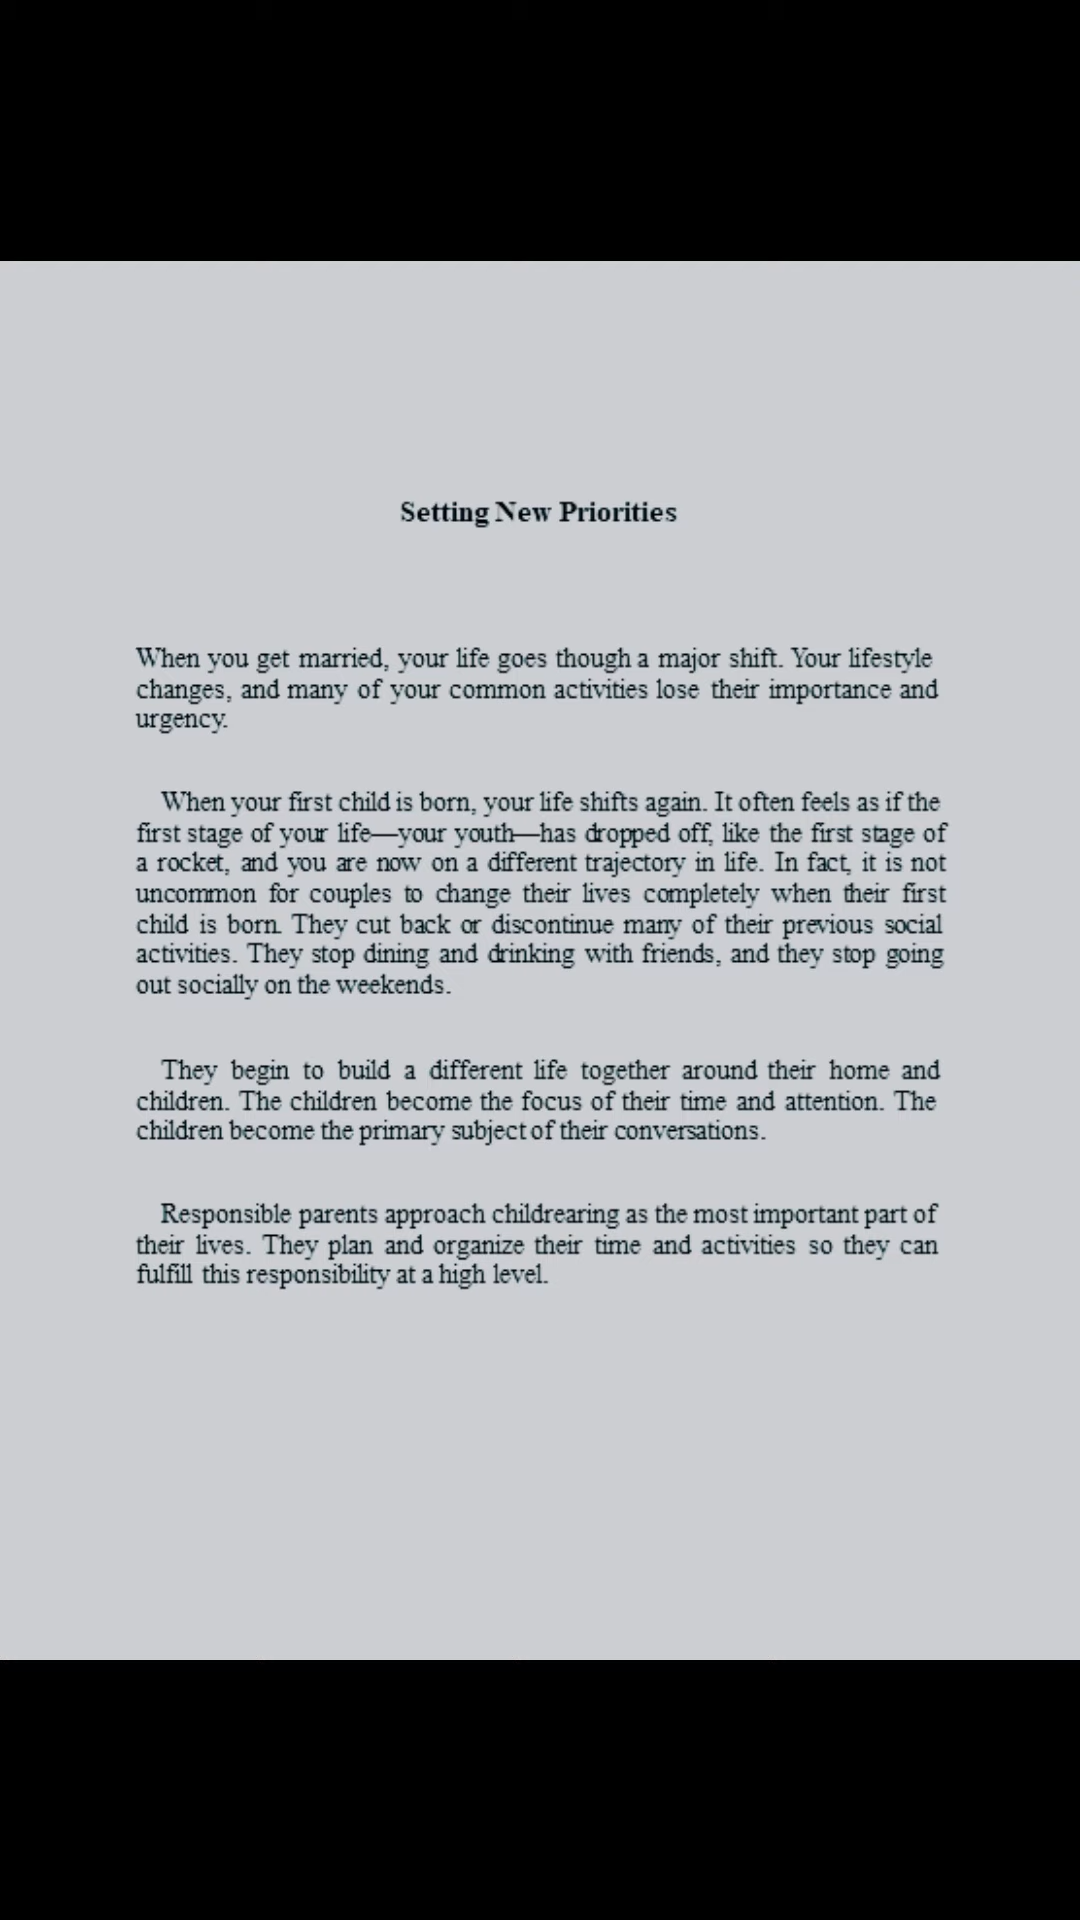 Setting New Priorities
When you get married, your life goes though a major shift. Your lifestyle
changes, and many of your common activities lose their importance and
urgency.
When your first child is born, your life shifts again. It often feels as if the
first stage of your life—your youth—has dropped off, like the first stage of
a rocket, and you are now on a different trajectory in life. In fact, it is not
uncommon for couples to change their lives completely when their first
child is born. They cut back or discontinue many of their previous social
activities. They stop dining and drinking with friends, and they stop going
out socially on the weekends.
They begin to build a different life together around their home and
children. The children become the focus of their time and attention. The
children become the primary subject of their conversations.
Responsible parents approach childrearing as the most important part of
their lives. They plan and organize their time and activities so they can
fulfill this responsibility at a high level.